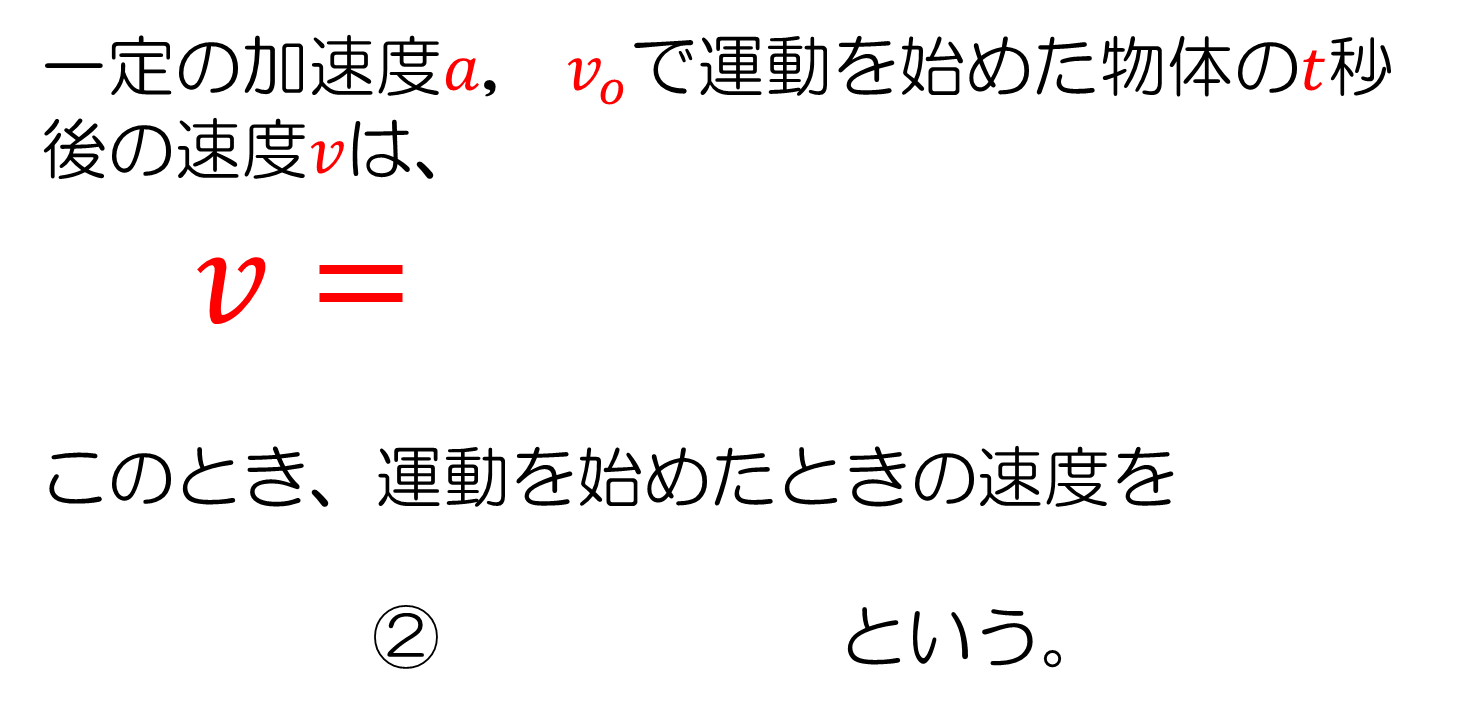 一定の加速度a, v₀で運動を始めた物体のt秒
後の速度vは、
v =
このとき、運動を始めたときの速度を
② という。